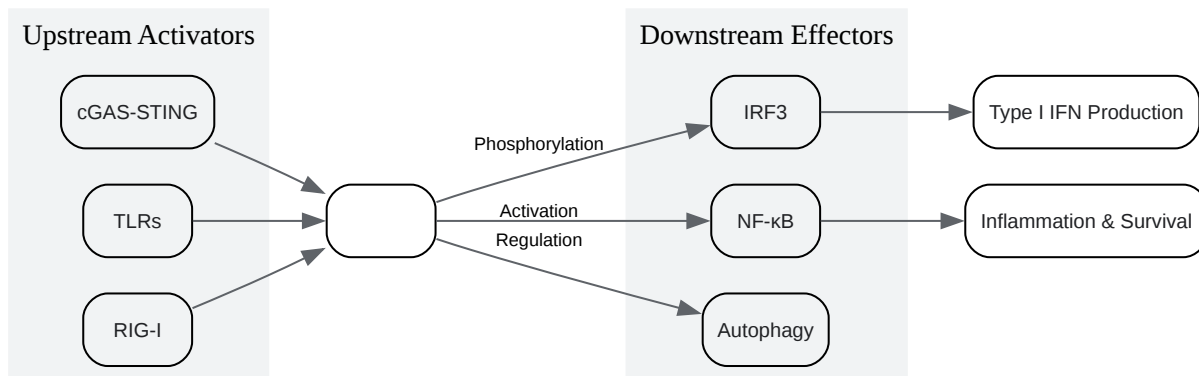 Upstream Activators
Downstream Effectors
cGAS-STING
IRF3
Type I IFN Production
Phosphorylation
TLRs
Activation
NF-κB
Inflammation & Survival
Regulation
RIG-I
Autophagy